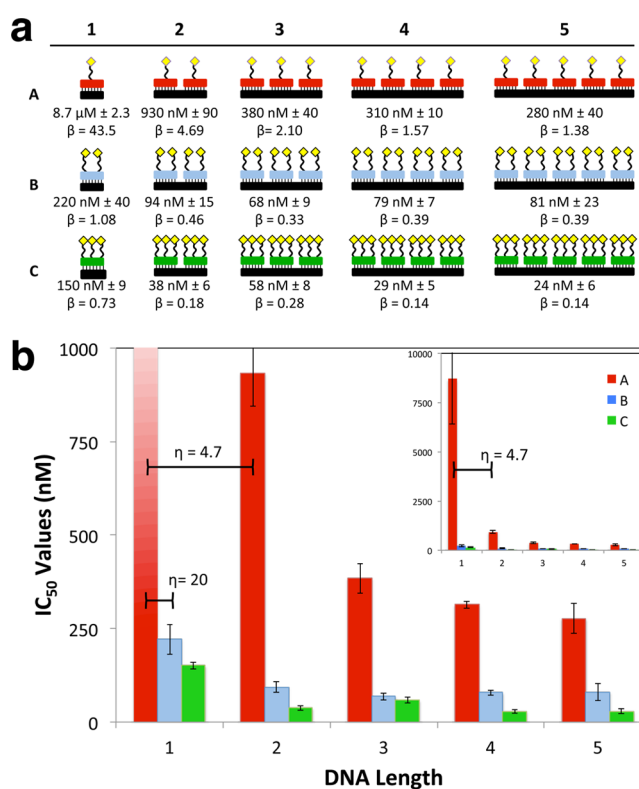 a
1 2 3 4 5
A
8.7 µM ± 2.3 930 nM ± 90 380 nM ± 40 310 nM ± 10 280 nM ± 40
β = 43.5 β = 4.69 β= 2.10 β = 1.57 β = 1.38
B
220 nM ± 40 94 nM ± 15 68 nM ± 9 79 nM ± 7 81 nM ± 23
β = 1.08 β = 0.46 β = 0.33 β = 0.39 β = 0.39
C
150 nM ± 9 38 nM ± 6 58 nM ± 8 29 nM ± 5 24 nM ± 6
β = 0.73 β = 0.18 β = 0.28 β = 0.14 β = 0.14
b
IC50 Values (nM)
1000
750
500
250
0
η = 4.7
η= 20
1 2 3 4 5
DNA Length
10000
7500
5000
2500
0
η = 4.7
A
B
C
1 2 3 4 5